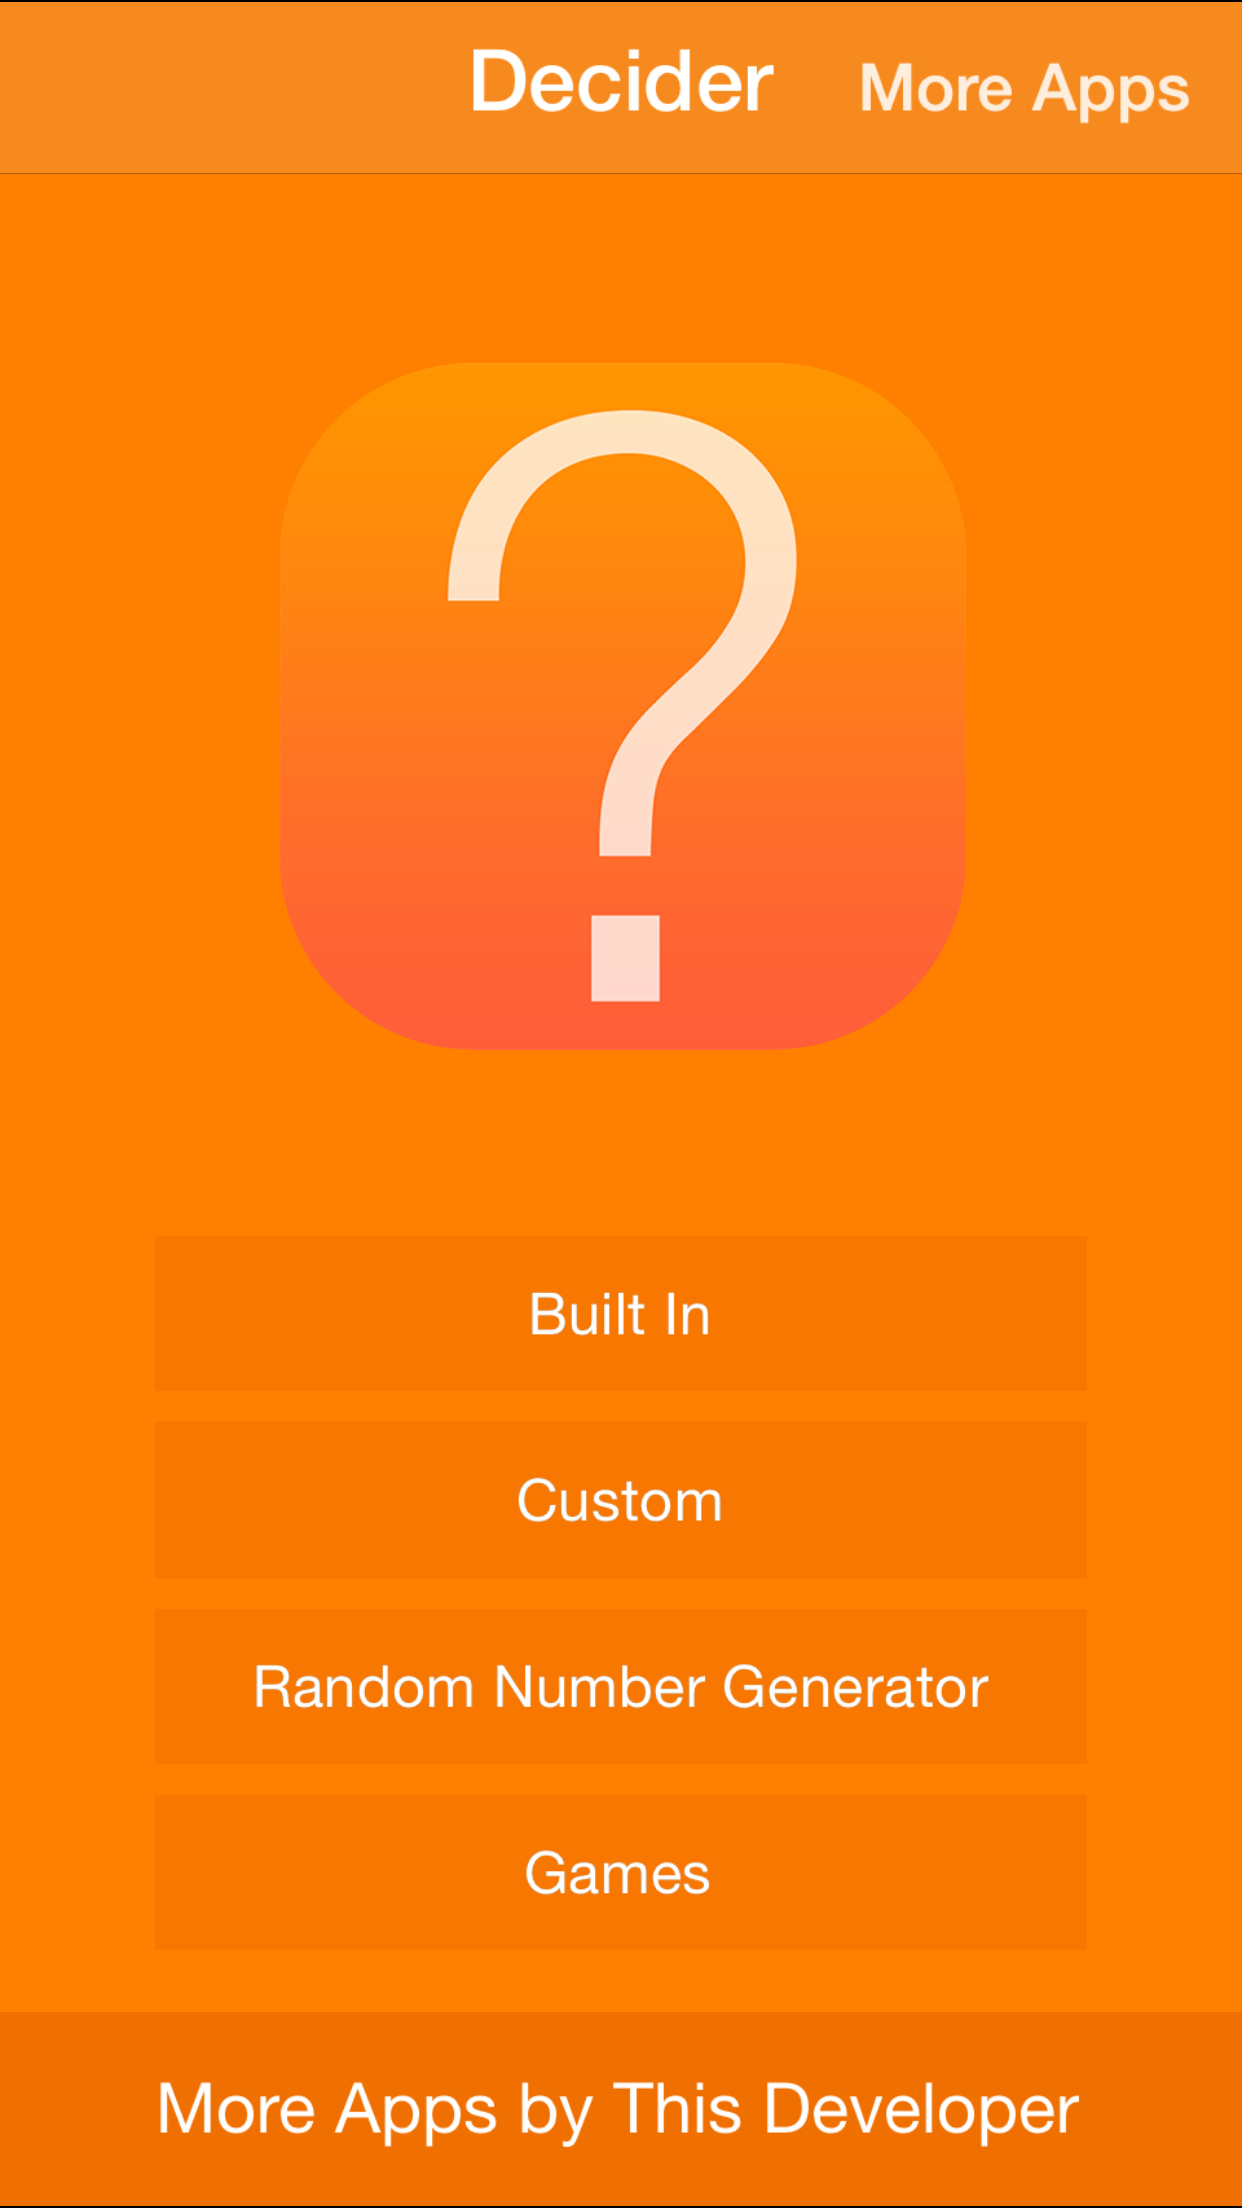 Decider
More Apps
?
Built In
Custom
Random Number Generator
Games
More Apps by This Developer